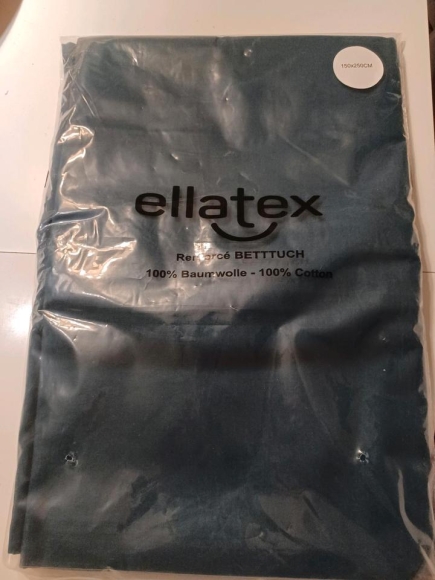 150x250CM
ellatex
Renforcé BETTTUCH
100% Baumwolle - 100% Cotton